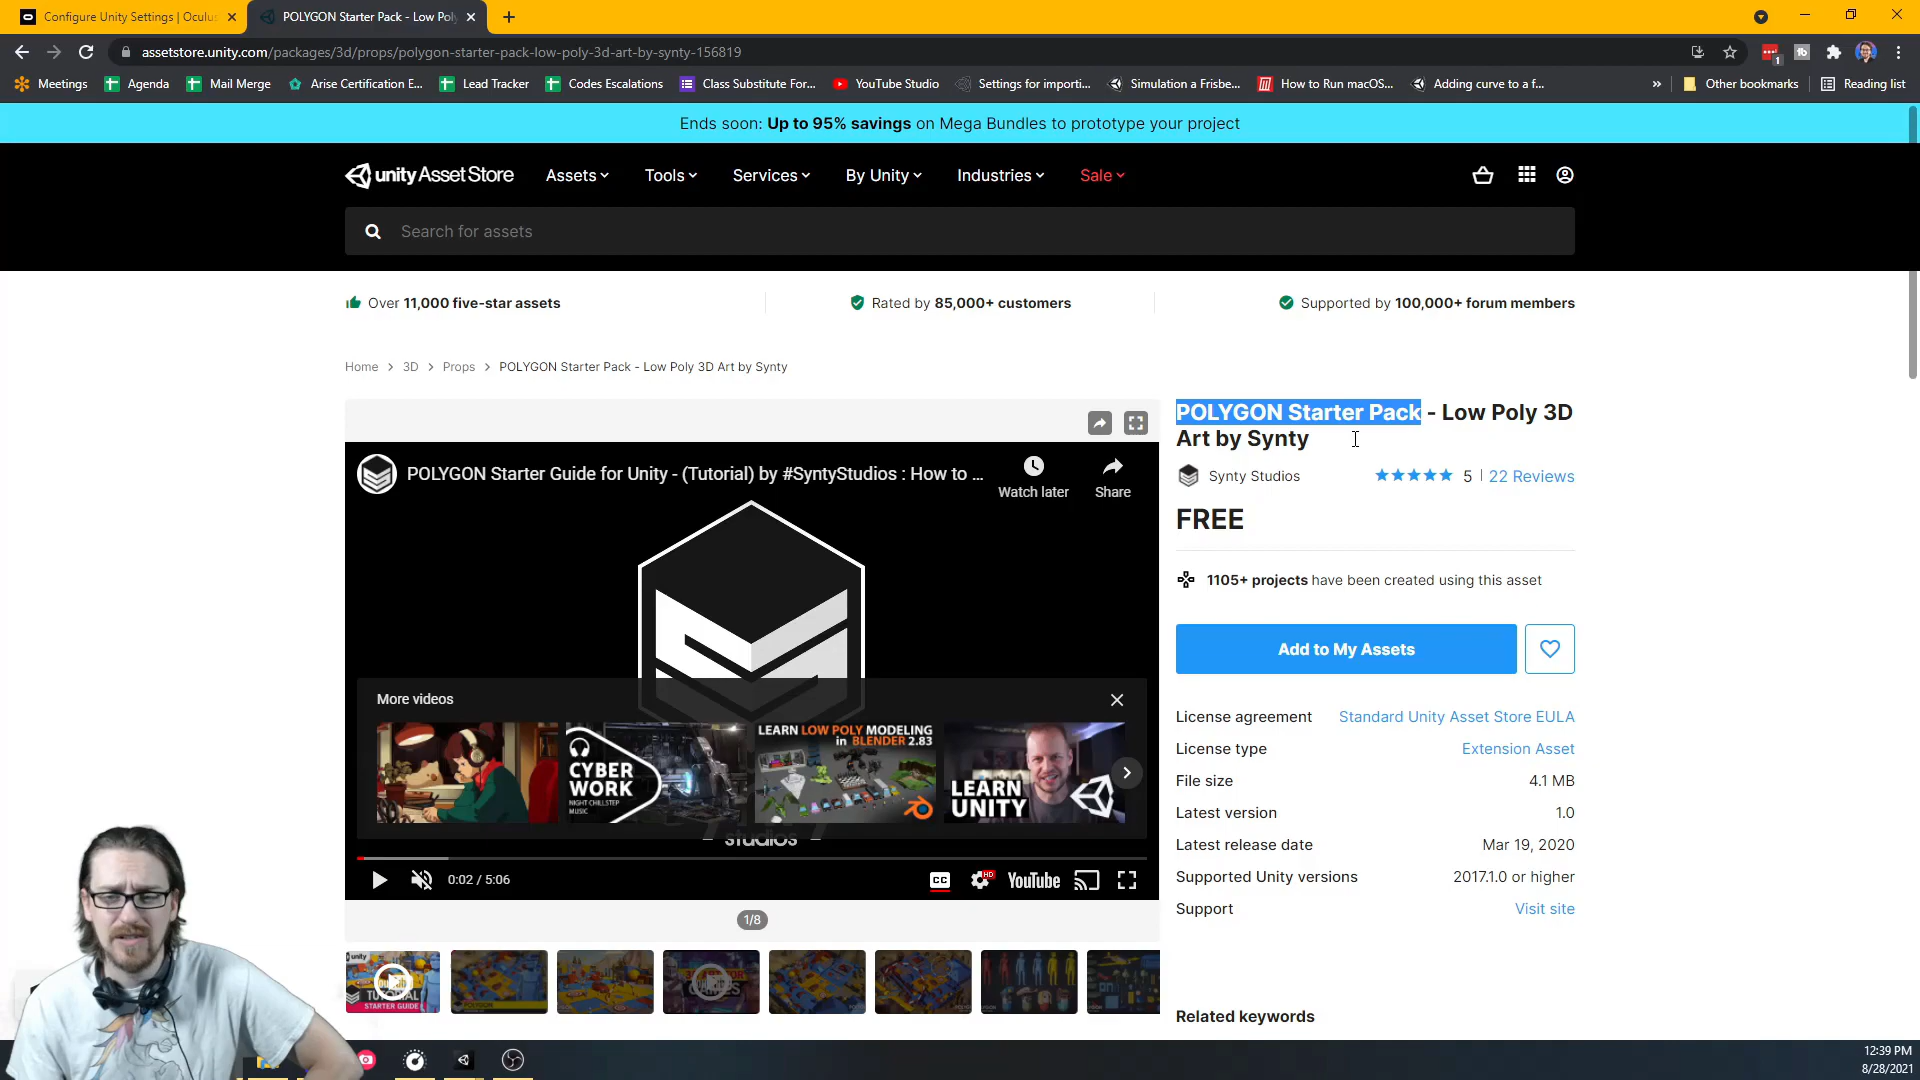 Configure Unity Settings | Oculus
POLYGON Starter Pack - Low Poly
assetstore.unity.com/packages/3d/props/polygon-starter-pack-low-poly-3d-art-by-synty-156819
Meetings
Agenda
Mail Merge
Arise Certification E...
Lead Tracker
Codes Escalations
Class Substitute For...
YouTube Studio
Settings for importi...
Simulation a Frisbe...
How to Run macOS...
Adding curve to a f...
»
Other bookmarks
Reading list
Ends soon: Up to 95% savings on Mega Bundles to prototype your project
unity Asset Store
Assets
Tools
Services
By Unity
Industries
Sale
Search for assets
Over 11,000 five-star assets
Rated by 85,000+ customers
Supported by 100,000+ forum members
Home > 3D > Props > POLYGON Starter Pack - Low Poly 3D Art by Synty
POLYGON Starter Guide for Unity - (Tutorial) by #SyntyStudios : How to ...
Watch later
Share
More videos
CYBER
WORK
NIGHT CHILLSTEP
MUSIC
LEARN LOW POLY MODELING
in BLENDER 2.83
LEARN
UNITY
studios
0:02 / 5:06
CC
HD
YouTube
1/8
unity
TUTORIAL
STARTER GUIDE
POLYGON Starter Pack - Low Poly 3D
Art by Synty
Synty Studios
5 | 22 Reviews
FREE
1105+ projects have been created using this asset
Add to My Assets
License agreement Standard Unity Asset Store EULA
License type Extension Asset
File size 4.1 MB
Latest version 1.0
Latest release date Mar 19, 2020
Supported Unity versions 2017.1.0 or higher
Support Visit site
Related keywords
12:39 PM
8/28/2021